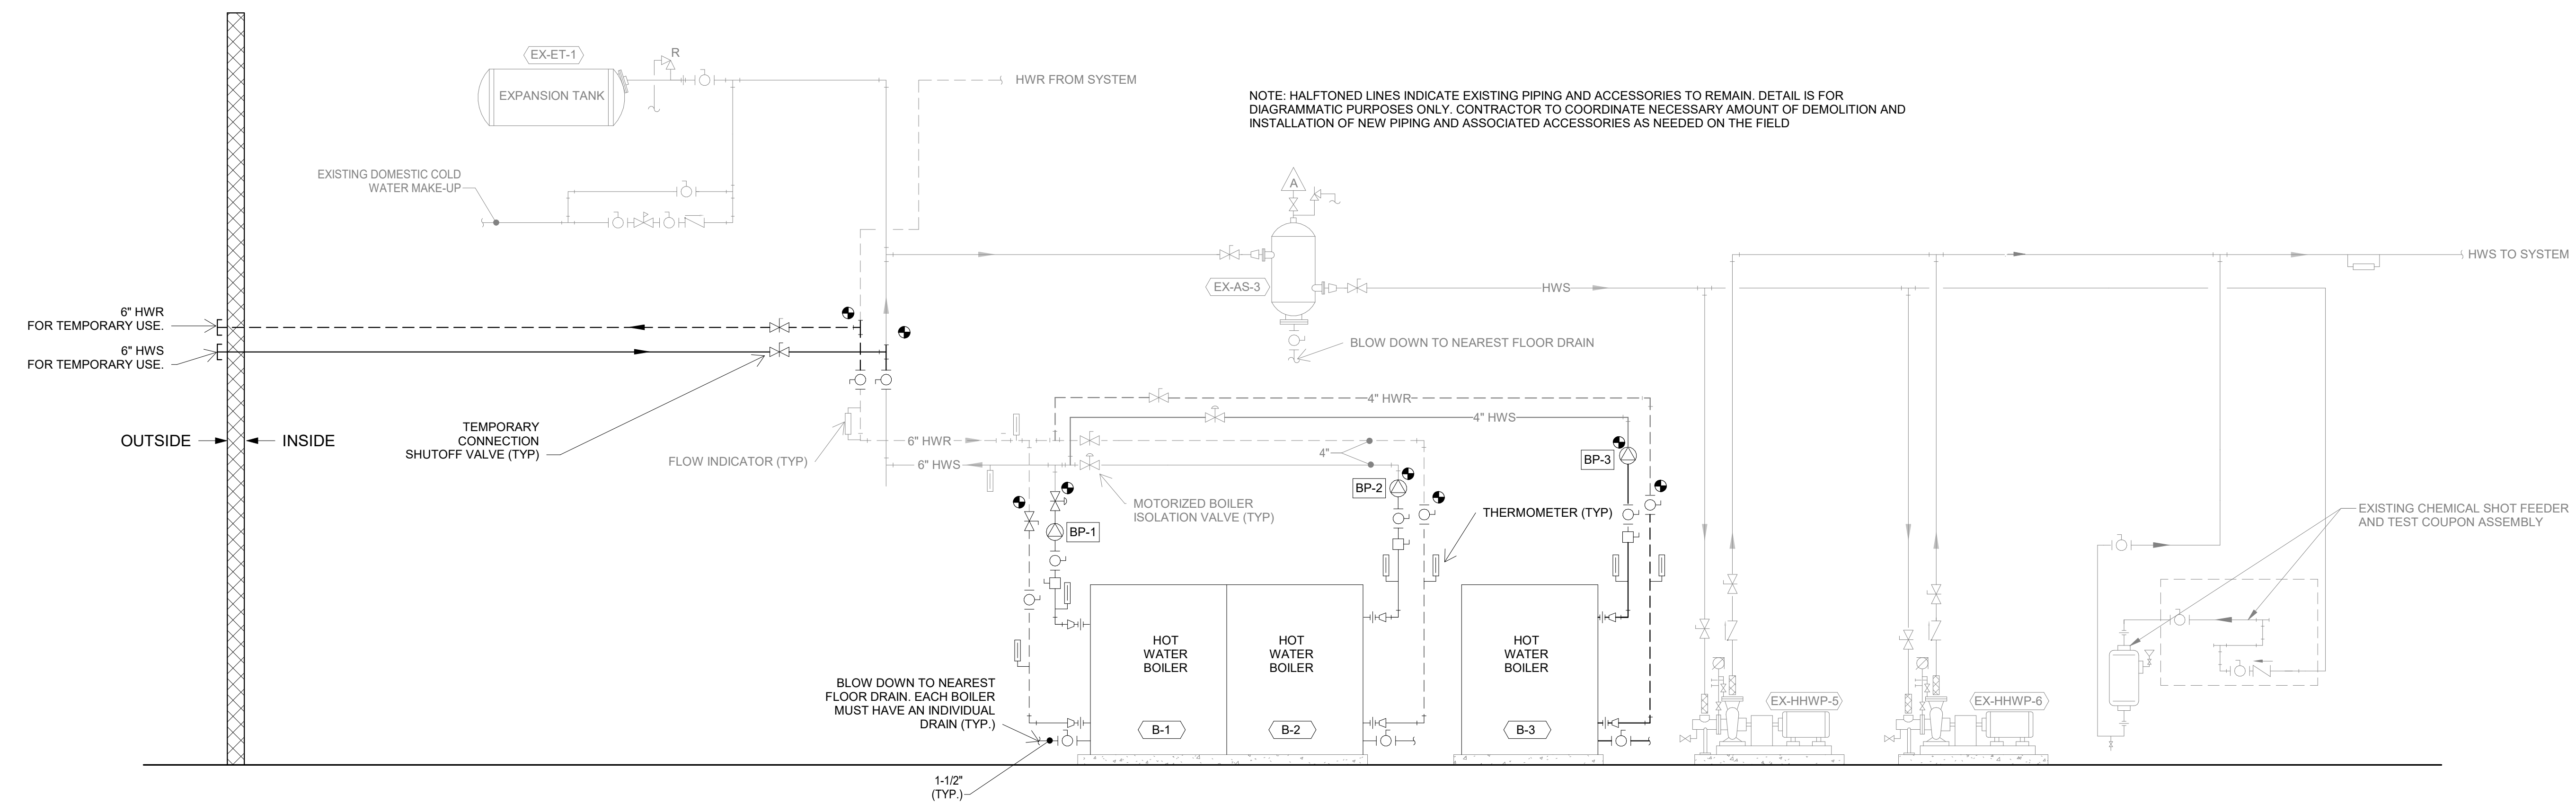 EX-ET-1
R
EXPANSION TANK
HWR FROM SYSTEM
NOTE: HALFTONED LINES INDICATE EXISTING PIPING AND ACCESSORIES TO REMAIN. DETAIL IS FOR
DIAGRAMMATIC PURPOSES ONLY. CONTRACTOR TO COORDINATE NECESSARY AMOUNT OF DEMOLITION AND
INSTALLATION OF NEW PIPING AND ASSOCIATED ACCESSORIES AS NEEDED ON THE FIELD
EXISTING DOMESTIC COLD
WATER MAKE-UP
A
EX-AS-3
HWS
HWS TO SYSTEM
6" HWR
FOR TEMPORARY USE.
6" HWS
FOR TEMPORARY USE.
BLOW DOWN TO NEAREST FLOOR DRAIN
OUTSIDE
INSIDE
TEMPORARY
CONNECTION
SHUTOFF VALVE (TYP)
FLOW INDICATOR (TYP)
4" HWR
4" HWS
6" HWR
6" HWS
4"
MOTORIZED BOILER
ISOLATION VALVE (TYP)
BP-1
BP-2
BP-3
THERMOMETER (TYP)
EXISTING CHEMICAL SHOT FEEDER
AND TEST COUPON ASSEMBLY
HOT
WATER
BOILER
HOT
WATER
BOILER
HOT
WATER
BOILER
BLOW DOWN TO NEAREST
FLOOR DRAIN. EACH BOILER
MUST HAVE AN INDIVIDUAL
DRAIN (TYP.)
B-1
B-2
B-3
EX-HHWP-5
EX-HHWP-6
1-1/2"
(TYP.)